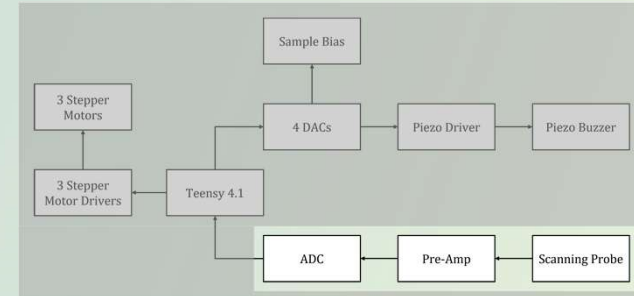 Sample Bias
3 Stepper
Motors
4 DACs
Piezo Driver
Piezo Buzzer
3 Stepper
Motor Drivers
Teensy 4.1
ADC
Pre-Amp
Scanning Probe